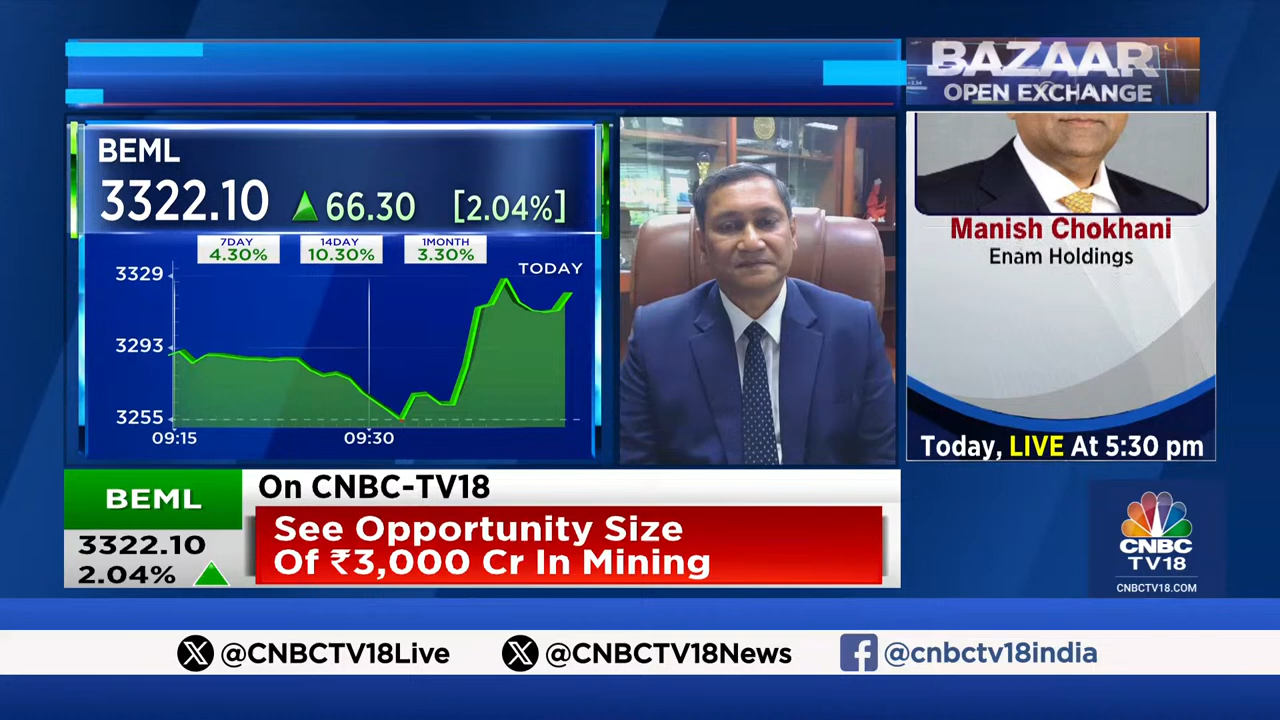 BAZAAR
OPEN EXCHANGE
BEML
3322.10 ▲ 66.30 [2.04%]
7DAY
4.30%
14DAY
10.30%
1MONTH
3.30%
TODAY
3329
3293
3255
09:15
09:30
Manish Chokhani
Enam Holdings
Today, LIVE At 5:30 pm
BEML
3322.10
2.04% ▲
On CNBC-TV18
See Opportunity Size
Of ₹3,000 Cr In Mining
CNBC
TV18
CNBCTV18.COM
@CNBCTV18Live
@CNBCTV18News
@cnbctv18india